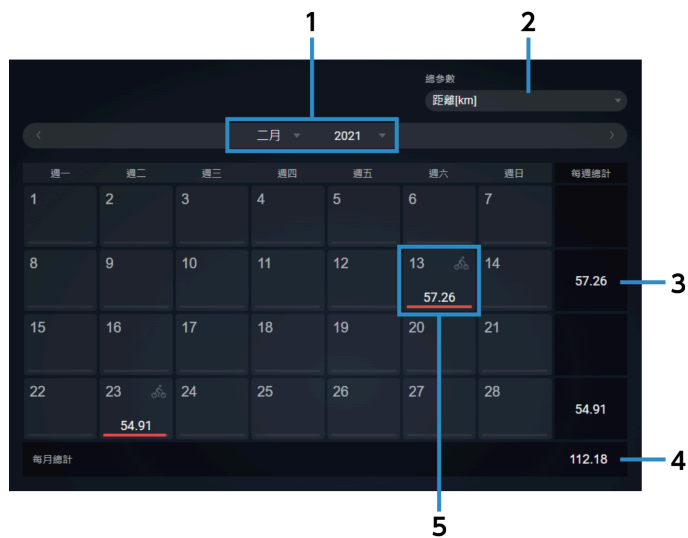 1 2
總參數
距離[km]
二月 2021
週一 週二 週三 週四 週五 週六 週日 每週總計
1 2 3 4 5 6 7
8 9 10 11 12 13 14
57.26 57.26 3
15 16 17 18 19 20 21
22 23 24 25 26 27 28
54.91 54.91
每月總計 112.18 4
5